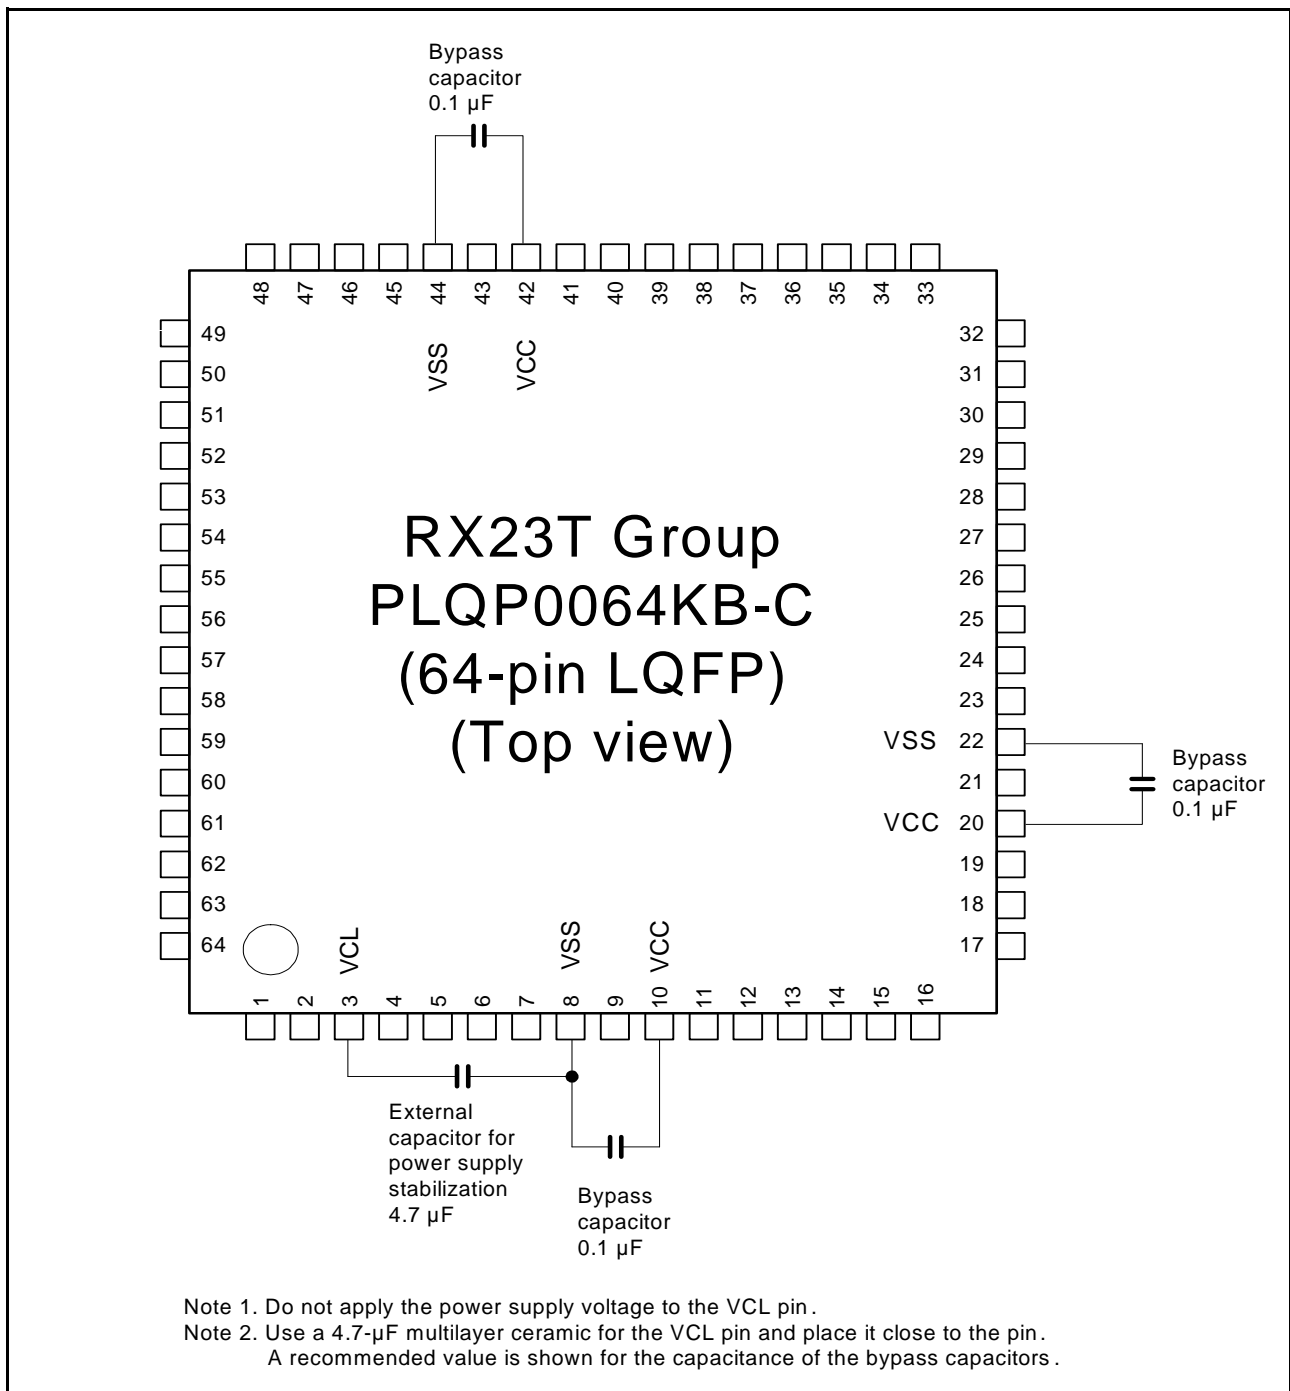 Bypass
capacitor
0.1 µF
48 47 46 45 44 43 42 41 40 39 38 37 36 35 34 33
VSS VCC
49
50
51
52
53
54
55
56
57
58
59
60
61
62
63
64
32
31
30
29
28
27
26
25
24
23
VSS 22
21
VCC 20
19
18
17
RX23T Group
PLQP0064KB-C
(64-pin LQFP)
(Top view)
Bypass
capacitor
0.1 µF
VCL VSS VCC
1 2 3 4 5 6 7 8 9 10 11 12 13 14 15 16
External
capacitor for
power supply
stabilization
4.7 µF
Bypass
capacitor
0.1 µF
Note 1. Do not apply the power supply voltage to the VCL pin.
Note 2. Use a 4.7-µF multilayer ceramic for the VCL pin and place it close to the pin.
A recommended value is shown for the capacitance of the bypass capacitors.